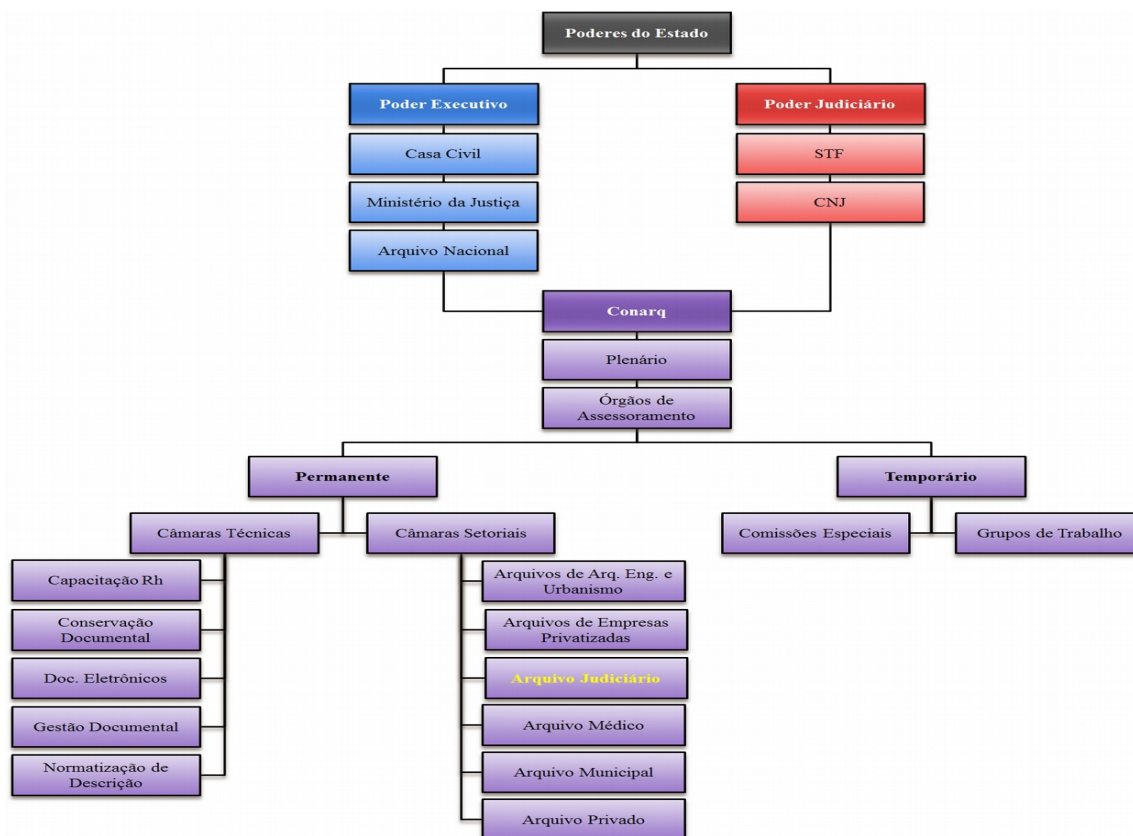 Poderes do Estado
Poder Executivo
Poder Judiciário
Casa Civil
STF
Ministério da Justiça
CNJ
Arquivo Nacional
Conarq
Plenário
Órgãos de
Assessoramento
Permanente
Temporário
Câmaras Técnicas
Câmaras Setoriais
Comissões Especiais
Grupos de Trabalho
Capacitação Rh
Conservação
Documental
Doc. Eletrônicos
Gestão Documental
Normatização de
Descrição
Arquivos de Arq. Eng. e
Urbanismo
Arquivos de Empresas
Privatizadas
Arquivo Judiciário
Arquivo Médico
Arquivo Municipal
Arquivo Privado